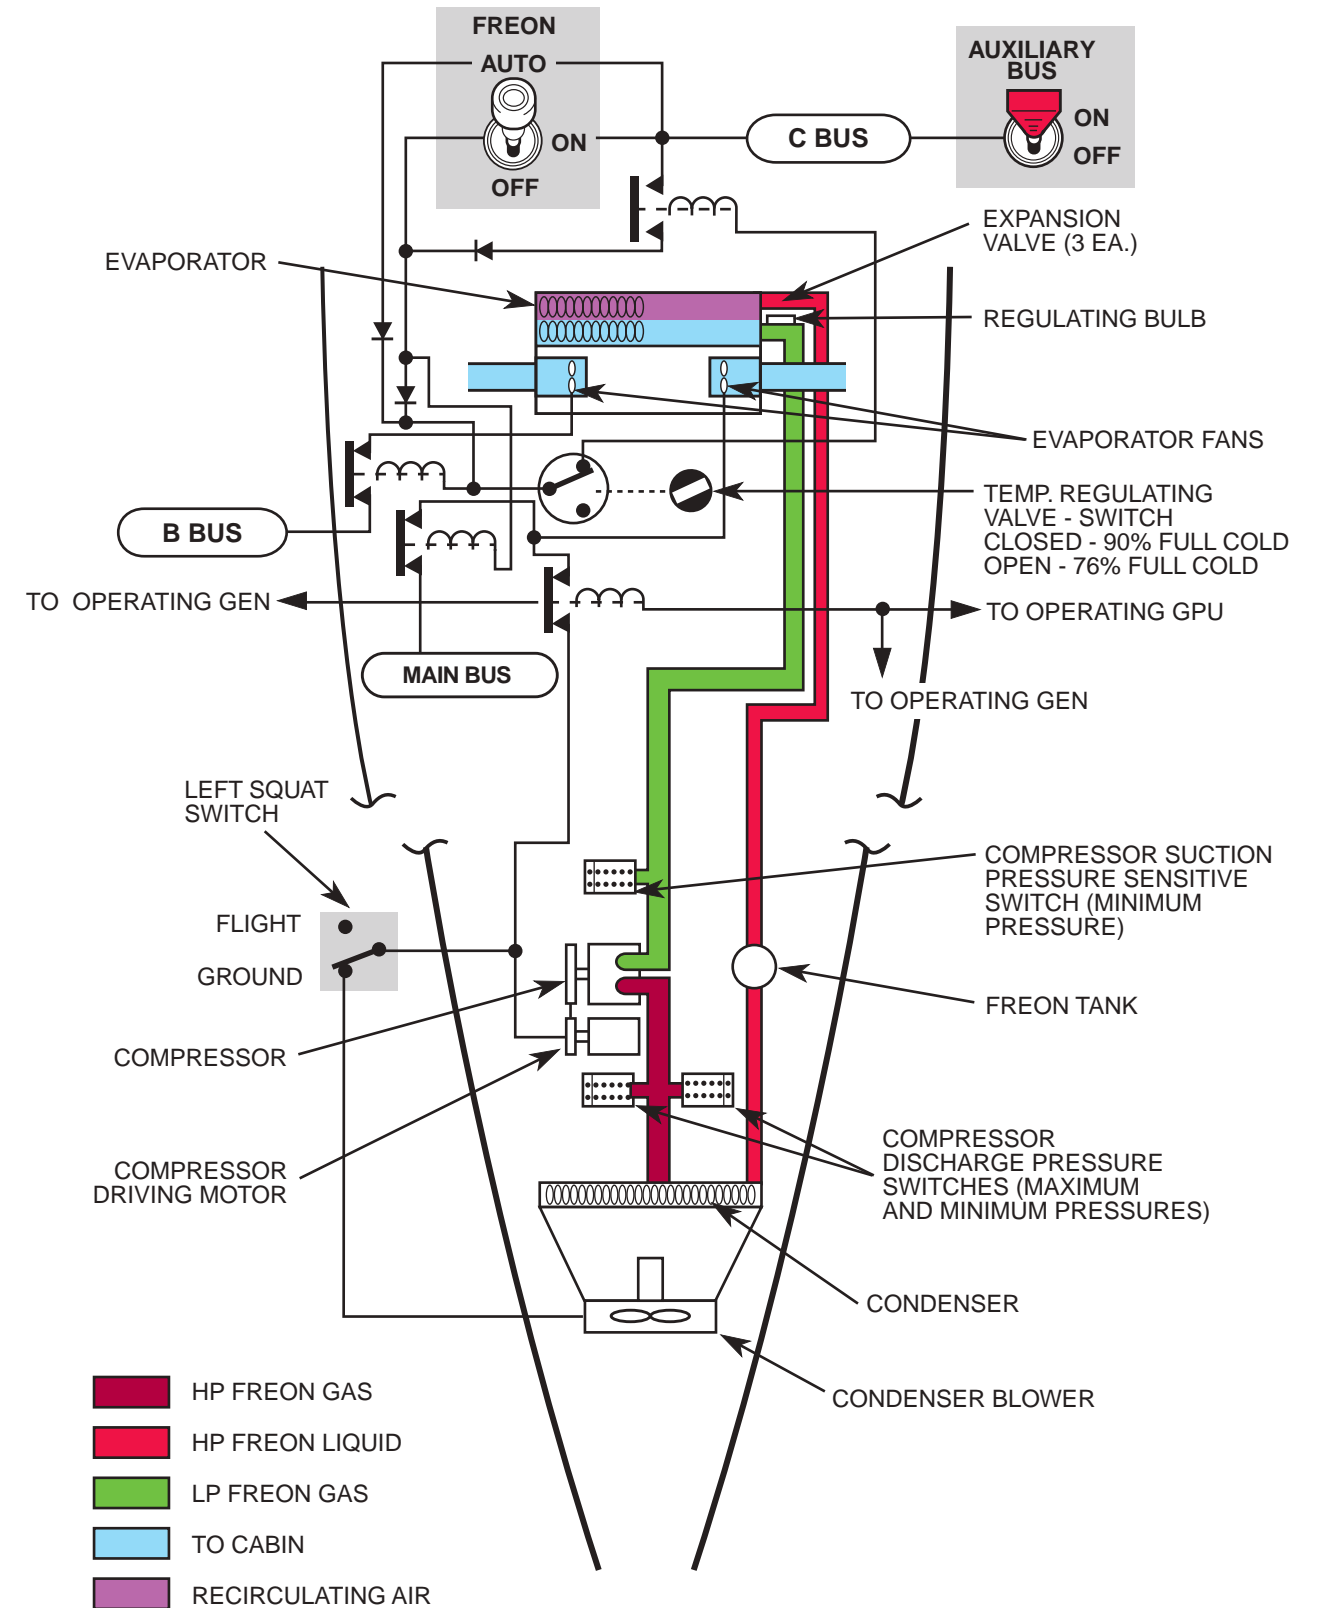 FREON
AUTO
ON
OFF
C BUS
AUXILIARY
BUS
ON
OFF
EXPANSION
VALVE (3 EA.)
EVAPORATOR
REGULATING BULB
EVAPORATOR FANS
TEMP. REGULATING
VALVE - SWITCH
CLOSED - 90% FULL COLD
OPEN - 76% FULL COLD
B BUS
TO OPERATING GEN
TO OPERATING GPU
MAIN BUS
TO OPERATING GEN
LEFT SQUAT
SWITCH
COMPRESSOR SUCTION
PRESSURE SENSITIVE
SWITCH (MINIMUM
PRESSURE)
FLIGHT
GROUND
FREON TANK
COMPRESSOR
COMPRESSOR
DISCHARGE PRESSURE
SWITCHES (MAXIMUM
AND MINIMUM PRESSURES)
COMPRESSOR
DRIVING MOTOR
CONDENSER
CONDENSER BLOWER
HP FREON GAS
HP FREON LIQUID
LP FREON GAS
TO CABIN
RECIRCULATING AIR